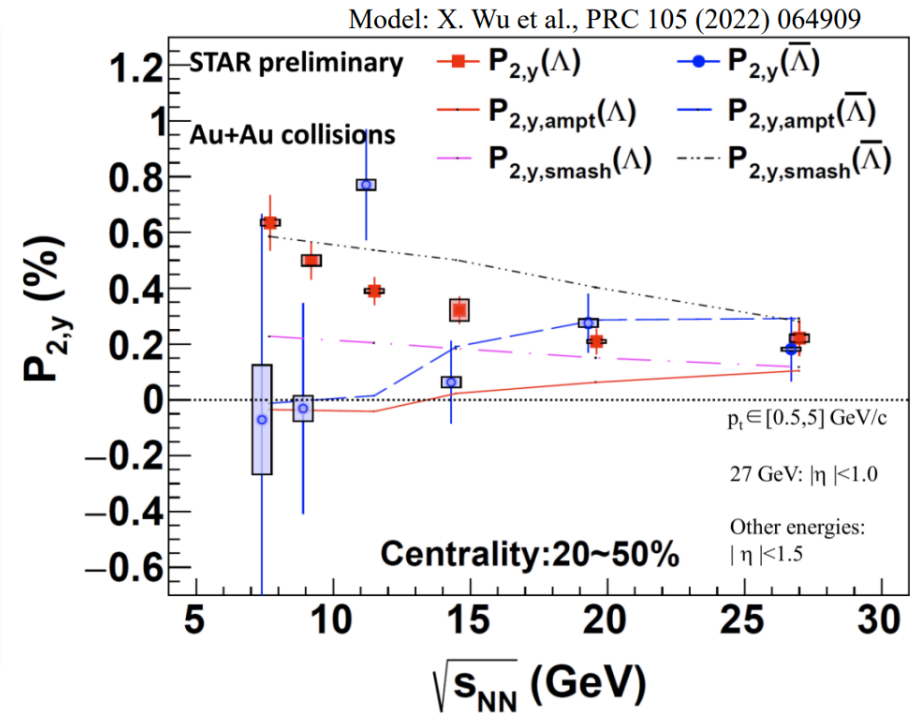 Model: X. Wu et al., PRC 105 (2022) 064909
STAR preliminary
P2,y(Λ)
P2,y(Λ̅)
Au+Au collisions
P2,y,ampt(Λ)
P2,y,ampt(Λ̅)
P2,y,smash(Λ)
P2,y,smash(Λ̅)
P2,y (%)
1.2
1
0.8
0.6
0.4
0.2
0
−0.2
−0.4
−0.6
pt∈[0.5,5] GeV/c
27 GeV: |η |<1.0
Other energies:
| η |<1.5
Centrality:20~50%
5 10 15 20 25 30
√sNN (GeV)